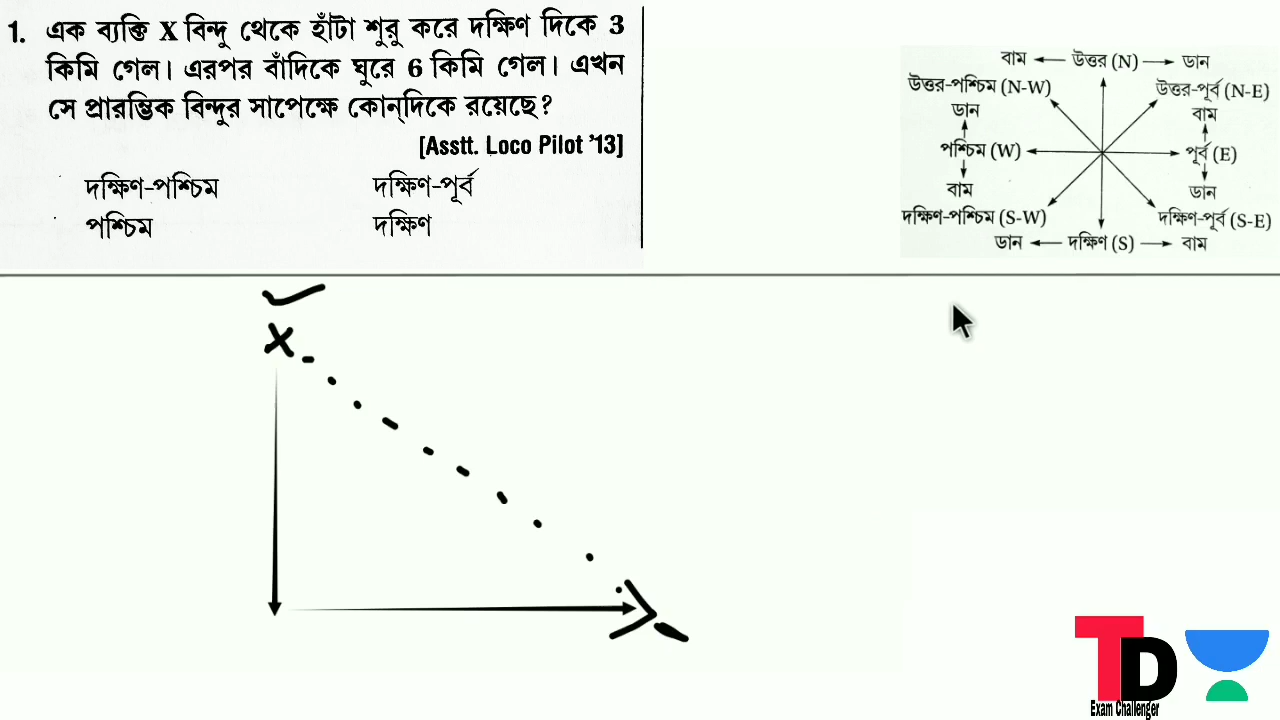 1. এক ব্যক্তি X বিন্দু থেকে হাঁটা শুরু করে দক্ষিণ দিকে 3
কিমি গেল। এরপর বাঁদিকে ঘুরে 6 কিমি গেল। এখন
সে প্রারম্ভিক বিন্দুর সাপেক্ষে কোন্‌দিকে রয়েছে?
[Asstt. Loco Pilot '13]
দক্ষিণ-পশ্চিম দক্ষিণ-পূর্ব
পশ্চিম দক্ষিণ
বাম উত্তর (N) ডান
উত্তর-পশ্চিম (N-W) উত্তর-পূর্ব (N-E)
ডান বাম
পশ্চিম (W) পূর্ব (E)
বাম ডান
দক্ষিণ-পশ্চিম (S-W) দক্ষিণ-পূর্ব (S-E)
ডান দক্ষিণ (S) বাম
X
TD
Exam Challenger